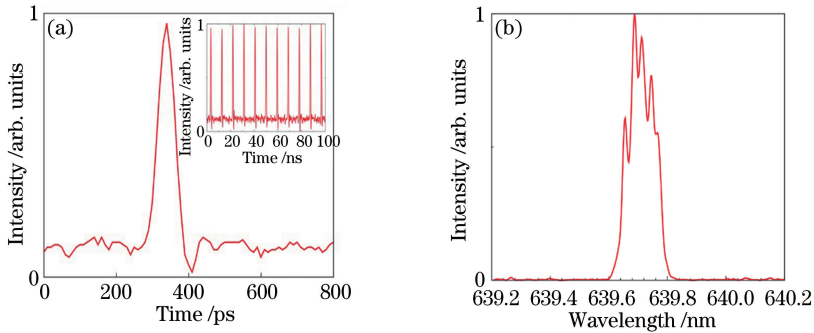 (a)
1
0
Intensity /arb. units
0 200 400 600 800
Time /ps
1
0
Intensity /arb. units
0 20 40 60 80 100
Time /ns
(b)
1
0
Intensity /arb. units
639.2 639.4 639.6 639.8 640.0 640.2
Wavelength /nm